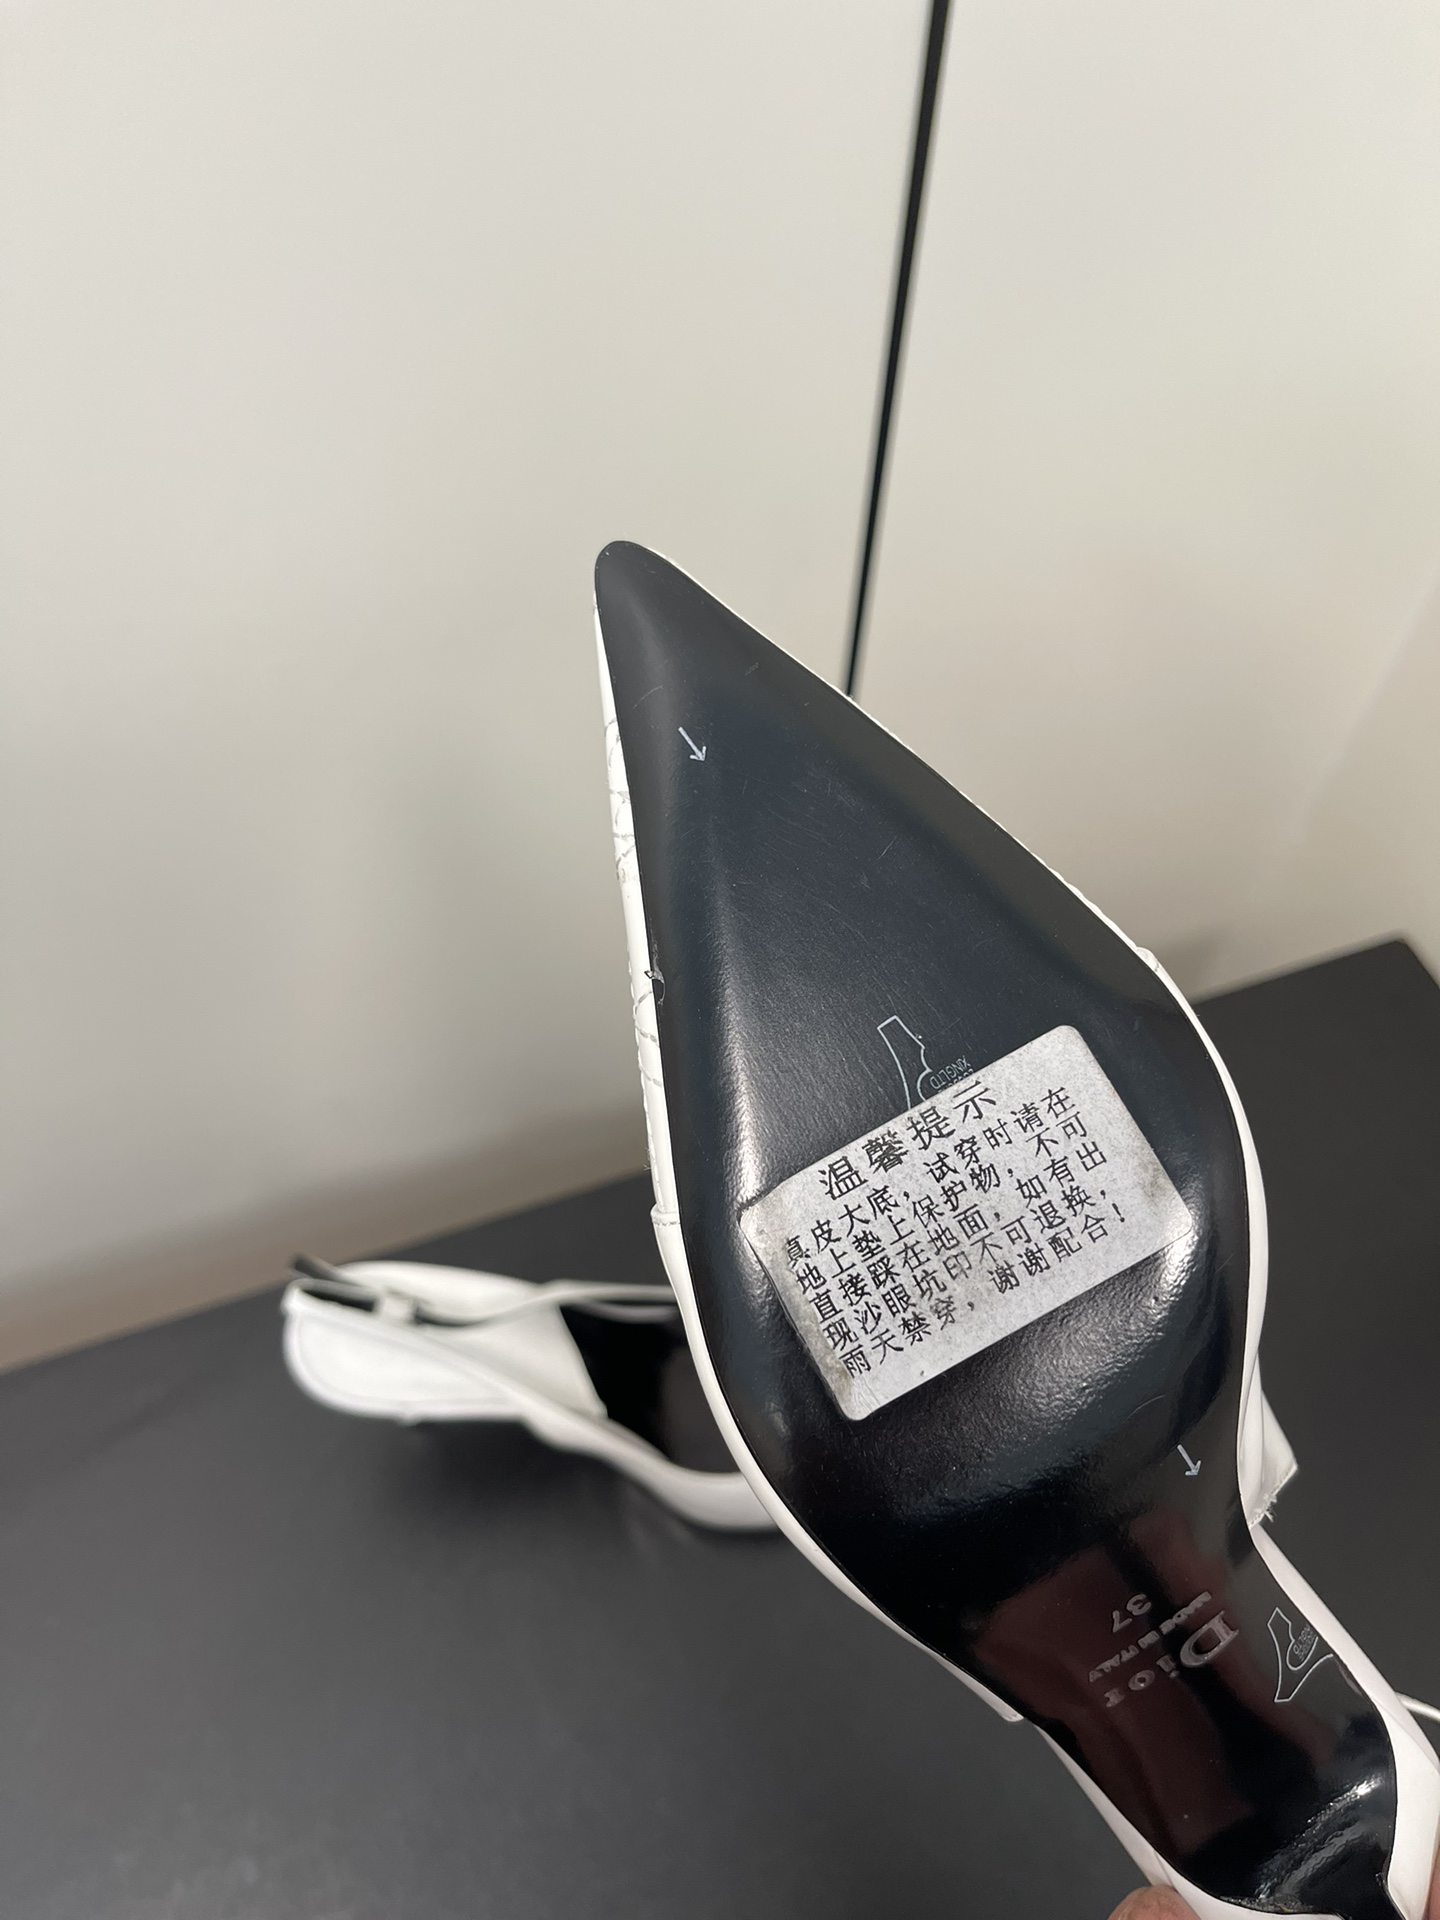 温馨提示
真皮大底，试穿时请在
地上垫上保护物，不可
直接踩在地面，如有出
现沙眼坑印不可退换，
雨天禁穿，谢谢配合！
Dior
MADE IN ITALY
37